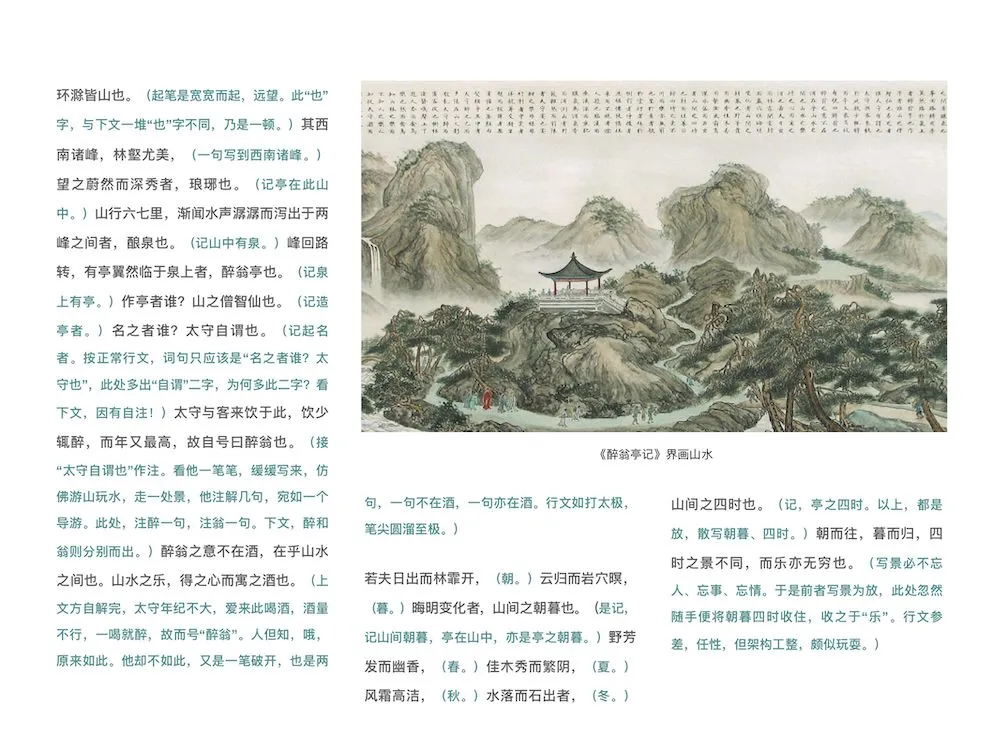 环滁皆山也。（起笔是宽宽而起，远望。此“也”
字，与下文一堆“也”字不同，乃是一顿。）其西
南诸峰，林壑尤美，（一句写到西南诸峰。）
望之蔚然而深秀者，琅琊也。（记亭在此山
中。）山行六七里，渐闻水声潺潺而泻出于两
峰之间者，酿泉也。（记山中有泉。）峰回路
转，有亭翼然临于泉上者，醉翁亭也。（记泉
上有亭。）作亭者谁？山之僧智仙也。（记造
亭者。）名之者谁？太守自谓也。（记起名
者。按正常行文，词句只应该是“名之者谁？太
守也”，此处多出“自谓”二字，为何多此二字？看
下文，因有自注！）太守与客来饮于此，饮少
辄醉，而年又最高，故自号曰醉翁也。（接
“太守自谓也”作注。看他一笔笔，缓缓写来，仿
佛游山玩水，走一处景，他注解几句，宛如一个
导游。此处，注醉一句，注翁一句。下文，醉和
翁则分别而出。）醉翁之意不在酒，在乎山水
之间也。山水之乐，得之心而寓之酒也。（上
文方自解完，太守年纪不大，爱来此喝酒，酒量
不行，一喝就醉，故而号“醉翁”。人但知，哦，
原来如此。他却不如此，又是一笔破开，也是两
《醉翁亭记》界画山水
句，一句不在酒，一句亦在酒。行文如打太极，
笔尖圆溜至极。）
若夫日出而林霏开，（朝。）云归而岩穴暝，
（暮。）晦明变化者，山间之朝暮也。（是记，
记山间朝暮，亭在山中，亦是亭之朝暮。）野芳
发而幽香，（春。）佳木秀而繁阴，（夏。）
风霜高洁，（秋。）水落而石出者，（冬。）
山间之四时也。（记，亭之四时。以上，都是
放，散写朝暮、四时。）朝而往，暮而归，四
时之景不同，而乐亦无穷也。（写景必不忘
人、忘事、忘情。于是前者写景为放，此处忽然
随手便将朝暮四时收住，收之于“乐”。行文参
差，任性，但架构工整，颇似玩耍。）